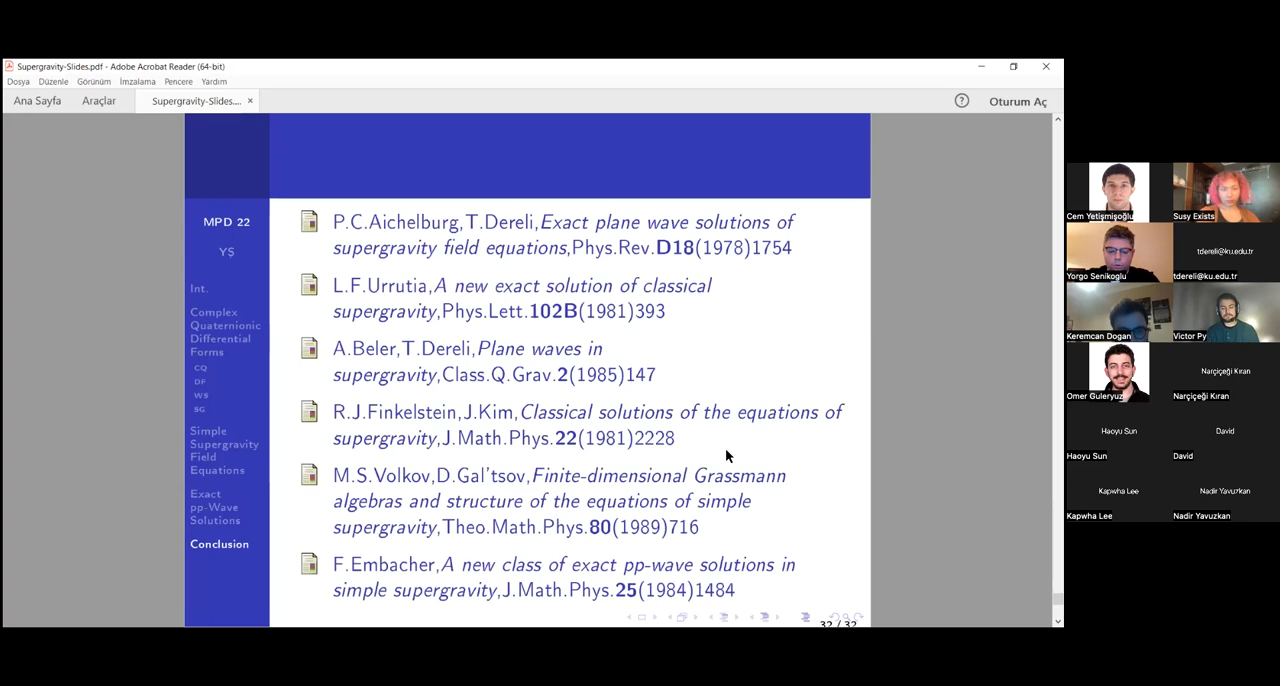 Supergravity-Slides.pdf - Adobe Acrobat Reader (64-bit)
Dosya Düzenle Görünüm İmzalama Pencere Yardım
Ana Sayfa Araçlar Supergravity-Slides.... × ? Oturum Aç
MPD 22
YŞ
Int.
Complex
Quaternionic
Differential
Forms
CQ
DF
WS
SG
Simple
Supergravity
Field
Equations
Exact
pp-Wave
Solutions
Conclusion
P.C.Aichelburg,T.Dereli,Exact plane wave solutions of
supergravity field equations,Phys.Rev.D18(1978)1754
L.F.Urrutia,A new exact solution of classical
supergravity,Phys.Lett.102B(1981)393
A.Beler,T.Dereli,Plane waves in
supergravity,Class.Q.Grav.2(1985)147
R.J.Finkelstein,J.Kim,Classical solutions of the equations of
supergravity,J.Math.Phys.22(1981)2228
M.S.Volkov,D.Gal'tsov,Finite-dimensional Grassmann
algebras and structure of the equations of simple
supergravity,Theo.Math.Phys.80(1989)716
F.Embacher,A new class of exact pp-wave solutions in
simple supergravity,J.Math.Phys.25(1984)1484
32 / 32
Cem Yetişmişoğlu
Susy Exists
Yorgo Senikoglu
tdereli@ku.edu.tr
tdereli@ku.edu.tr
Keremcan Dogan
Victor Py
Omer Guleryuz
Narçiçeği Kıran
Narçiçeği Kıran
Haoyu Sun
Haoyu Sun
David
David
Kapwha Lee
Kapwha Lee
Nadir Yavuzkan
Nadir Yavuzkan